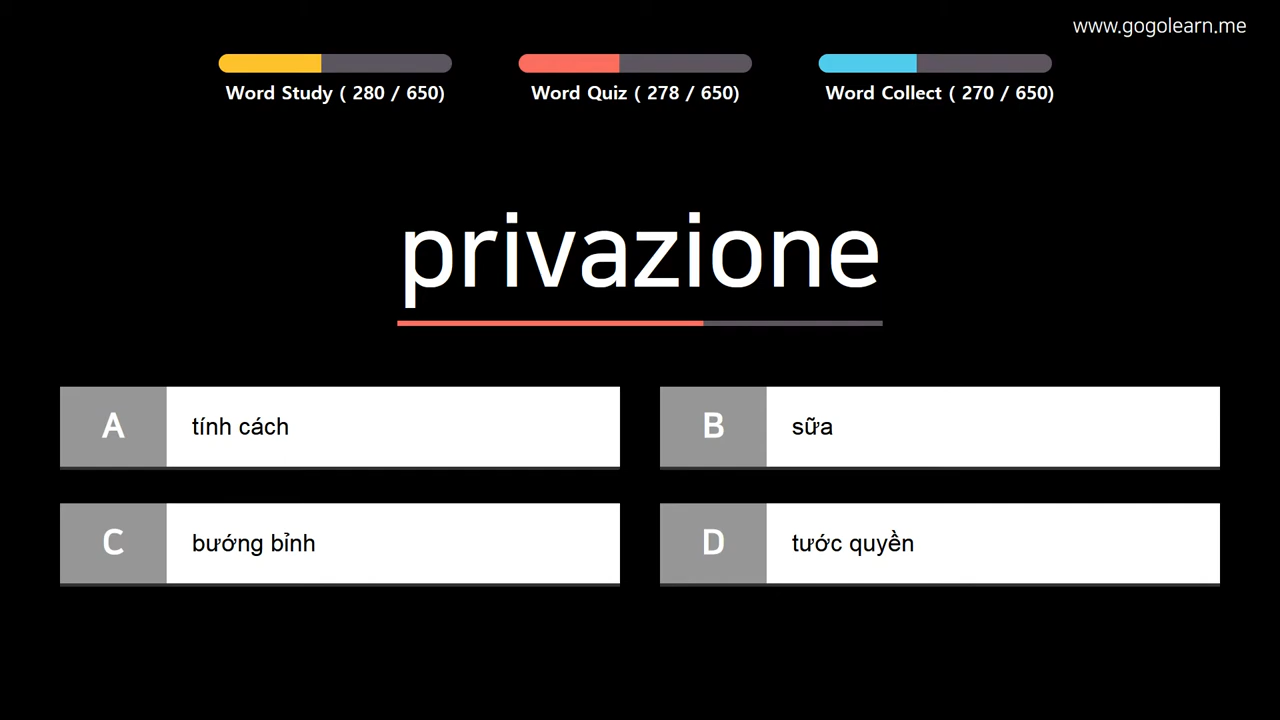 www.gogolearn.me
Word Study ( 280 / 650)
Word Quiz ( 278 / 650)
Word Collect ( 270 / 650)
privazione
A tính cách
B sữa
C bướng bỉnh
D tước quyền